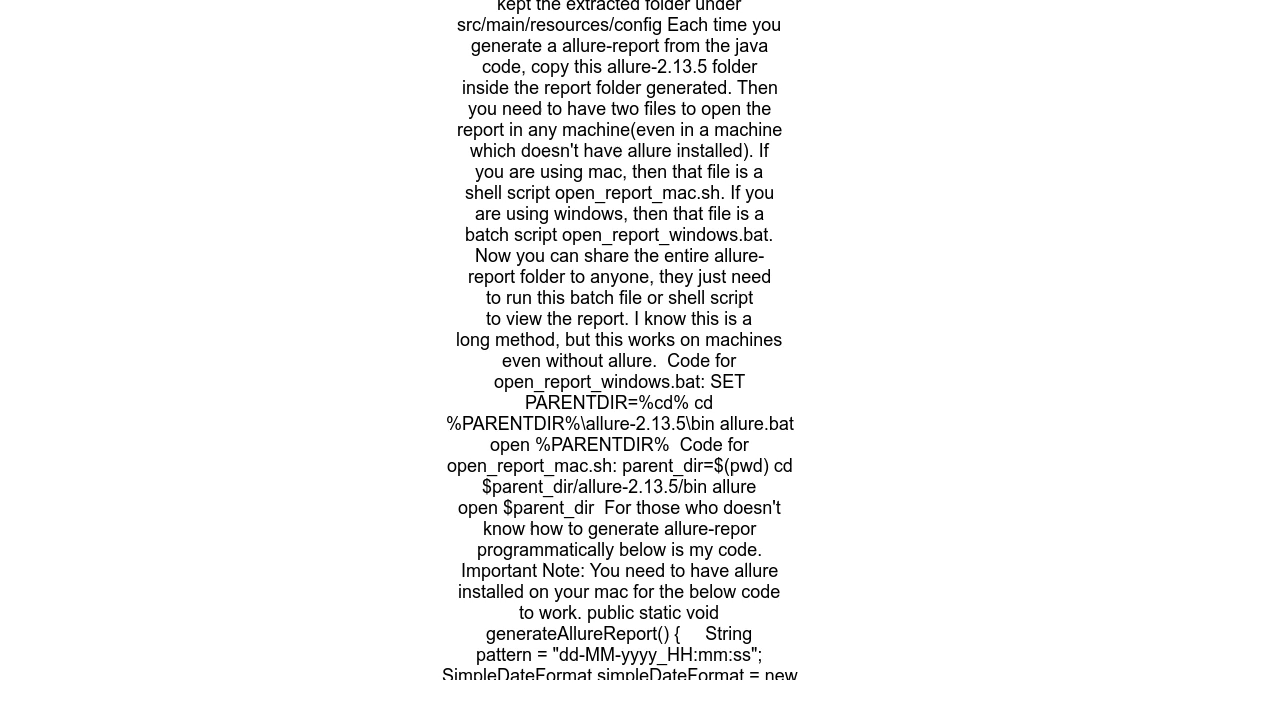 kept the extracted folder under
src/main/resources/config Each time you
generate a allure-report from the java
code, copy this allure-2.13.5 folder
inside the report folder generated. Then
you need to have two files to open the
report in any machine(even in a machine
which doesn't have allure installed). If
you are using mac, then that file is a
shell script open_report_mac.sh. If you
are using windows, then that file is a
batch script open_report_windows.bat.
Now you can share the entire allure-
report folder to anyone, they just need
to run this batch file or shell script
to view the report. I know this is a
long method, but this works on machines
even without allure.  Code for
open_report_windows.bat: SET
PARENTDIR=%cd% cd
%PARENTDIR%\allure-2.13.5\bin allure.bat
open %PARENTDIR%  Code for
open_report_mac.sh: parent_dir=$(pwd) cd
$parent_dir/allure-2.13.5/bin allure
open $parent_dir  For those who doesn't
know how to generate allure-repor
programmatically below is my code.
Important Note: You need to have allure
installed on your mac for the below code
to work. public static void
generateAllureReport() {     String
pattern = "dd-MM-yyyy_HH:mm:ss";
SimpleDateFormat simpleDateFormat = new